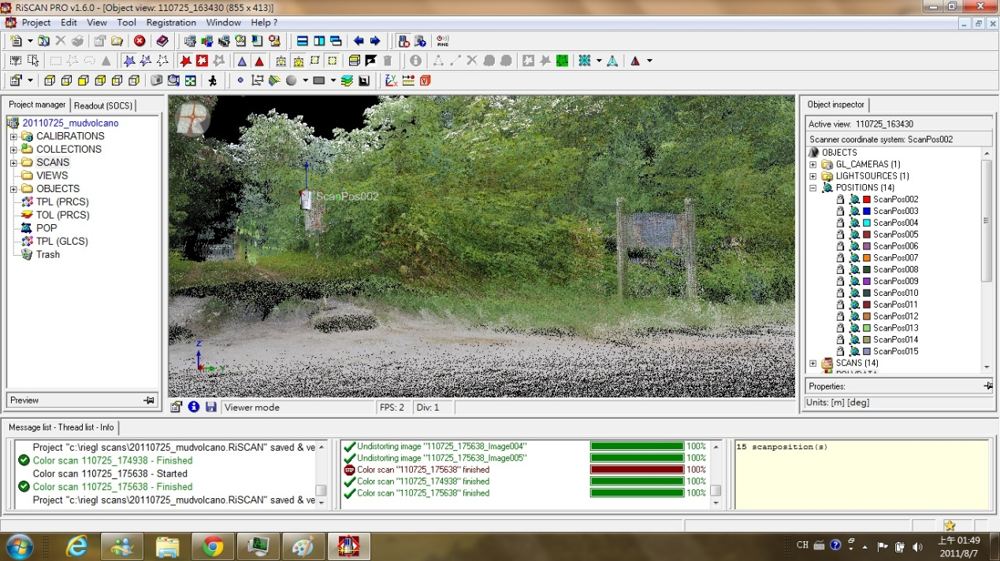 RiSCAN PRO v1.6.0 - [Object view: 110725_163430 (855 x 413)]
Project Edit View Tool Registration Window Help ?
Project manager Readout (SOCS)
20110725_mudvolcano
CALIBRATIONS
COLLECTIONS
SCANS
VIEWS
OBJECTS
TPL (PRCS)
TOL (PRCS)
POP
TPL (GLCS)
Trash
Preview
ScanPos002
Z
Y
Viewer mode
FPS: 2
Div: 1
Object inspector
Active view: 110725_163430
Scanner coordinate system: ScanPos002
OBJECTS
GL_CAMERAS (1)
LIGHTSOURCES (1)
POSITIONS (14)
ScanPos002
ScanPos003
ScanPos004
ScanPos005
ScanPos006
ScanPos007
ScanPos008
ScanPos009
ScanPos010
ScanPos011
ScanPos012
ScanPos013
ScanPos014
ScanPos015
SCANS (14)
Properties:
Units: [m] [deg]
Message list - Thread list - Info
Project "c:\riegl scans\20110725_mudvolcano.RiSCAN" saved & ve
Color scan 110725_174938 - Finished
Color scan 110725_175638 - Started
Color scan 110725_175638 - Finished
Project "c:\riegl scans\20110725_mudvolcano.RiSCAN" saved & ve
Undistorting image "110725_175638_Image004" 100%
Undistorting image "110725_175638_Image005" 100%
STOP Color scan "110725_175638" finished 100%
Color scan "110725_174938" finished 100%
Color scan "110725_175638" finished 100%
15 scanposition(s)
CH
上午 01:49
2011/8/7